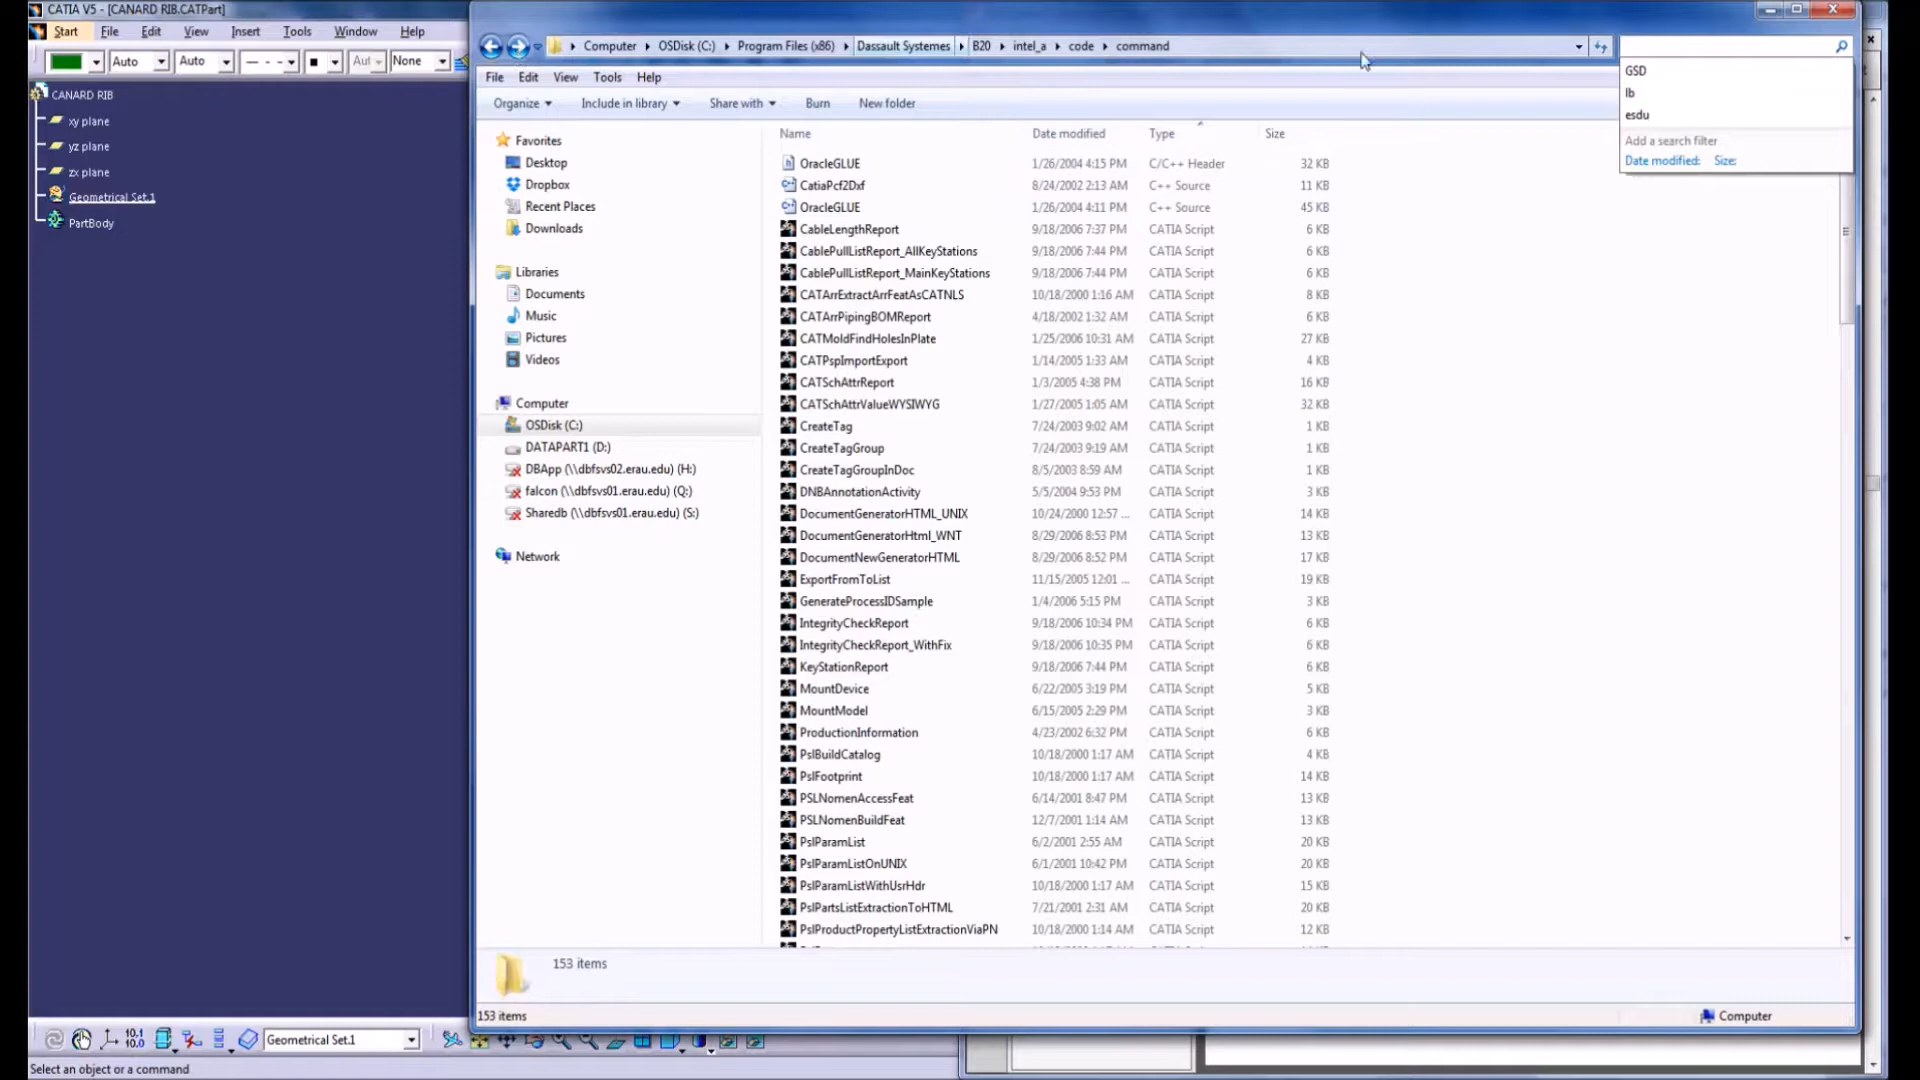 CATIA V5 - [CANARD RIB.CATPart]
Start File Edit View Insert Tools Window Help
Auto Auto Aut None
CANARD RIB
xy plane
yz plane
zx plane
Geometrical Set.1
PartBody
Computer OSDisk (C:) Program Files (x86) Dassault Systemes B20 intel_a code command
GSD
lb
esdu
Add a search filter
Date modified: Size:
File Edit View Tools Help
Organize Include in library Share with Burn New folder
Favorites
Desktop
Dropbox
Recent Places
Downloads
Libraries
Documents
Music
Pictures
Videos
Computer
OSDisk (C:)
DATAPART1 (D:)
DBApp (\\dbfsvs02.erau.edu) (H:)
falcon (\\dbfsvs01.erau.edu) (Q:)
Sharedb (\\dbfsvs01.erau.edu) (S:)
Network
Name Date modified Type Size
OracleGLUE 1/26/2004 4:15 PM C/C++ Header 32 KB
CatiaPcf2Dxf 8/24/2002 2:13 AM C++ Source 11 KB
OracleGLUE 1/26/2004 4:11 PM C++ Source 45 KB
CableLengthReport 9/18/2006 7:37 PM CATIA Script 6 KB
CablePullListReport_AllKeyStations 9/18/2006 7:44 PM CATIA Script 6 KB
CablePullListReport_MainKeyStations 9/18/2006 7:44 PM CATIA Script 6 KB
CATArrExtractArrFeatAsCATNLS 10/18/2000 1:16 AM CATIA Script 8 KB
CATArrPipingBOMReport 4/18/2002 1:32 AM CATIA Script 6 KB
CATMoldFindHolesInPlate 1/25/2006 10:31 AM CATIA Script 27 KB
CATPspImportExport 1/14/2005 1:33 AM CATIA Script 4 KB
CATSchAttrReport 1/3/2005 4:38 PM CATIA Script 16 KB
CATSchAttrValueWYSIWYG 1/27/2005 1:05 AM CATIA Script 32 KB
CreateTag 7/24/2003 9:02 AM CATIA Script 1 KB
CreateTagGroup 7/24/2003 9:19 AM CATIA Script 1 KB
CreateTagGroupInDoc 8/5/2003 8:59 AM CATIA Script 1 KB
DNBAnnotationActivity 5/5/2004 9:53 PM CATIA Script 3 KB
DocumentGeneratorHTML_UNIX 10/24/2000 12:57 ... CATIA Script 14 KB
DocumentGeneratorHtml_WNT 8/29/2006 8:53 PM CATIA Script 13 KB
DocumentNewGeneratorHTML 8/29/2006 8:52 PM CATIA Script 17 KB
ExportFromToList 11/15/2005 12:01 ... CATIA Script 19 KB
GenerateProcessIDSample 1/4/2006 5:15 PM CATIA Script 3 KB
IntegrityCheckReport 9/18/2006 10:34 PM CATIA Script 6 KB
IntegrityCheckReport_WithFix 9/18/2006 10:35 PM CATIA Script 6 KB
KeyStationReport 9/18/2006 7:44 PM CATIA Script 6 KB
MountDevice 6/22/2005 3:19 PM CATIA Script 5 KB
MountModel 6/15/2005 2:29 PM CATIA Script 3 KB
ProductionInformation 4/23/2002 6:32 PM CATIA Script 6 KB
PslBuildCatalog 10/18/2000 1:17 AM CATIA Script 4 KB
PslFootprint 10/18/2000 1:17 AM CATIA Script 14 KB
PSLNomenAccessFeat 6/14/2001 8:47 PM CATIA Script 13 KB
PSLNomenBuildFeat 12/7/2001 1:14 AM CATIA Script 13 KB
PslParamList 6/2/2001 2:55 AM CATIA Script 20 KB
PslParamListOnUNIX 6/1/2001 10:42 PM CATIA Script 20 KB
PslParamListWithUsrHdr 10/18/2000 1:17 AM CATIA Script 15 KB
PslPartsListExtractionToHTML 7/21/2001 2:31 AM CATIA Script 20 KB
PslProductPropertyListExtractionViaPN 10/18/2000 1:14 AM CATIA Script 12 KB
153 items
153 items Computer
10.1
10.0
Geometrical Set.1
Select an object or a command